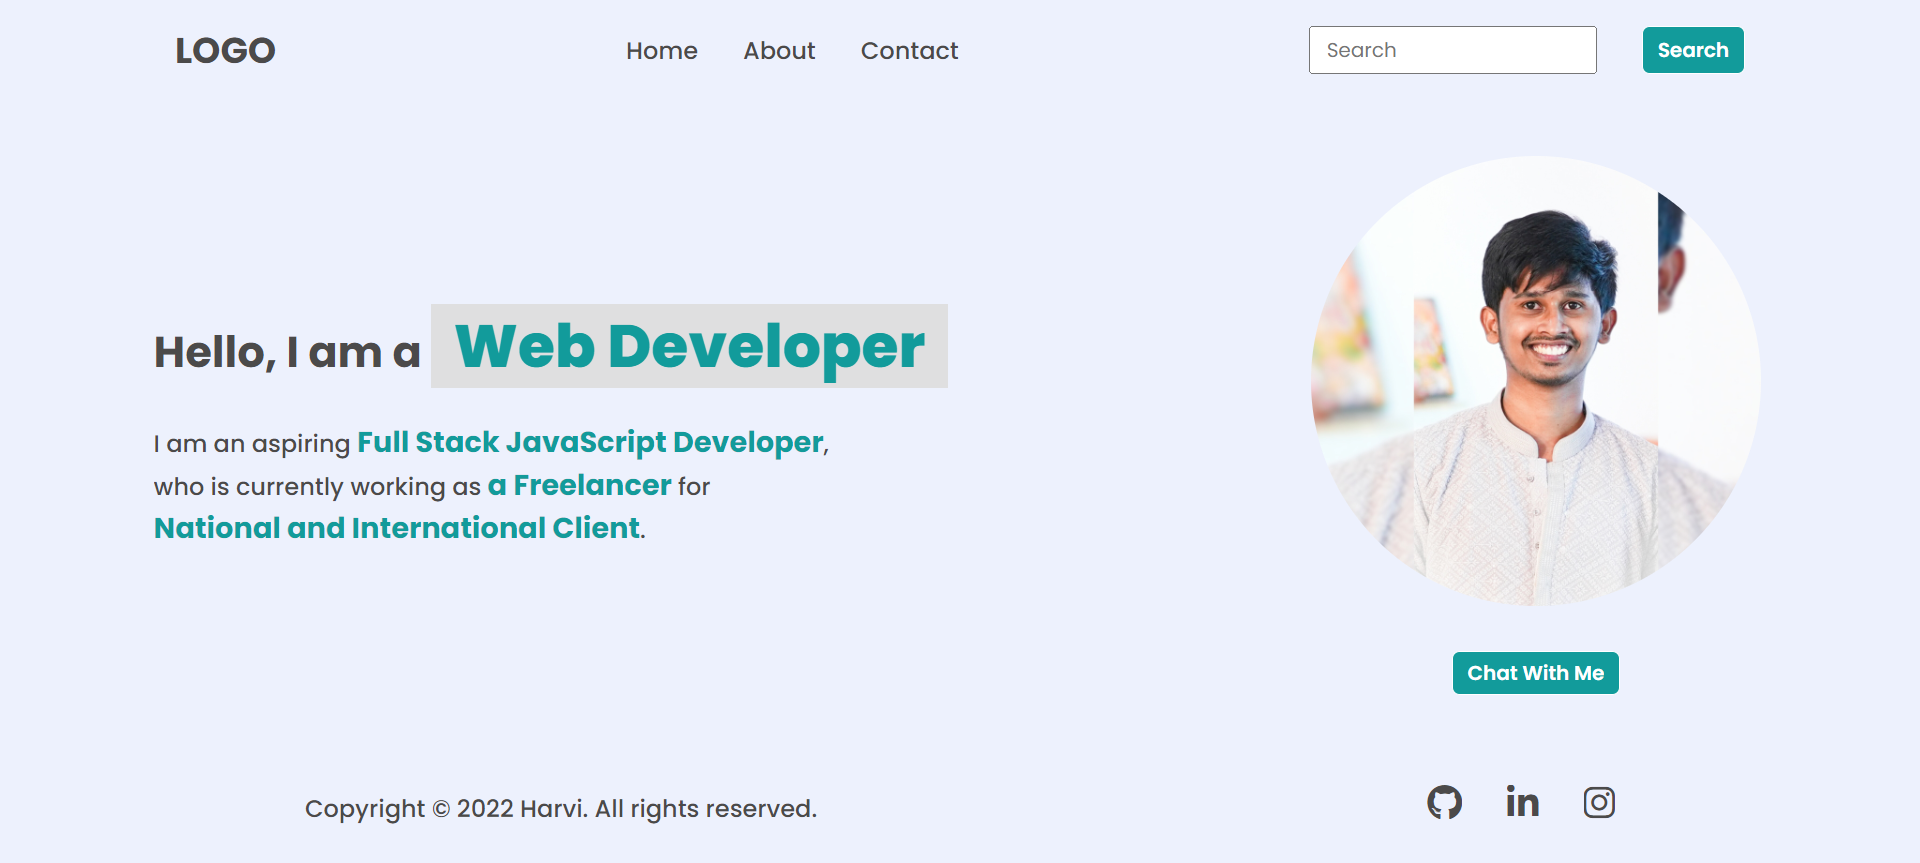 LOGO
Home About Contact
Search
Search
Hello, I am a Web Developer
I am an aspiring Full Stack JavaScript Developer,
who is currently working as a Freelancer for
National and International Client.
Chat With Me
Copyright © 2022 Harvi. All rights reserved.
in